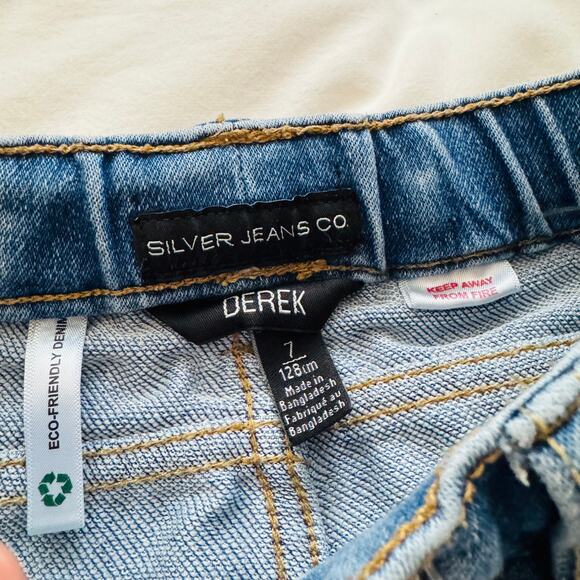 SILVER JEANS CO.
DEREK
KEEP AWAY
FROM FIRE
7
128cm
Made in
Bangladesh
Fabriqué au
Bangladesh
ECO-FRIENDLY DENIM